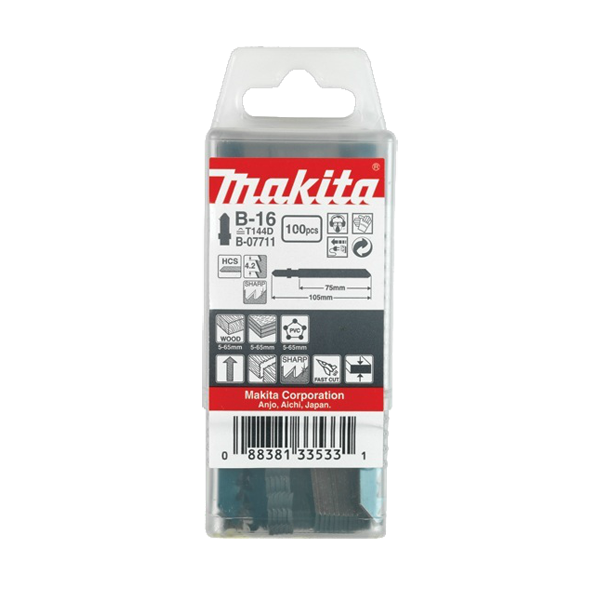 makita®
B-16
≙T144D
B-07711
100pcs
HCS
4.2
SHARP
75mm
105mm
WOOD
PVC
5-65mm 5-65mm 5-65mm
SHARP
FAST CUT
Makita Corporation
Anjo, Aichi, Japan.
0 88381 33533 1